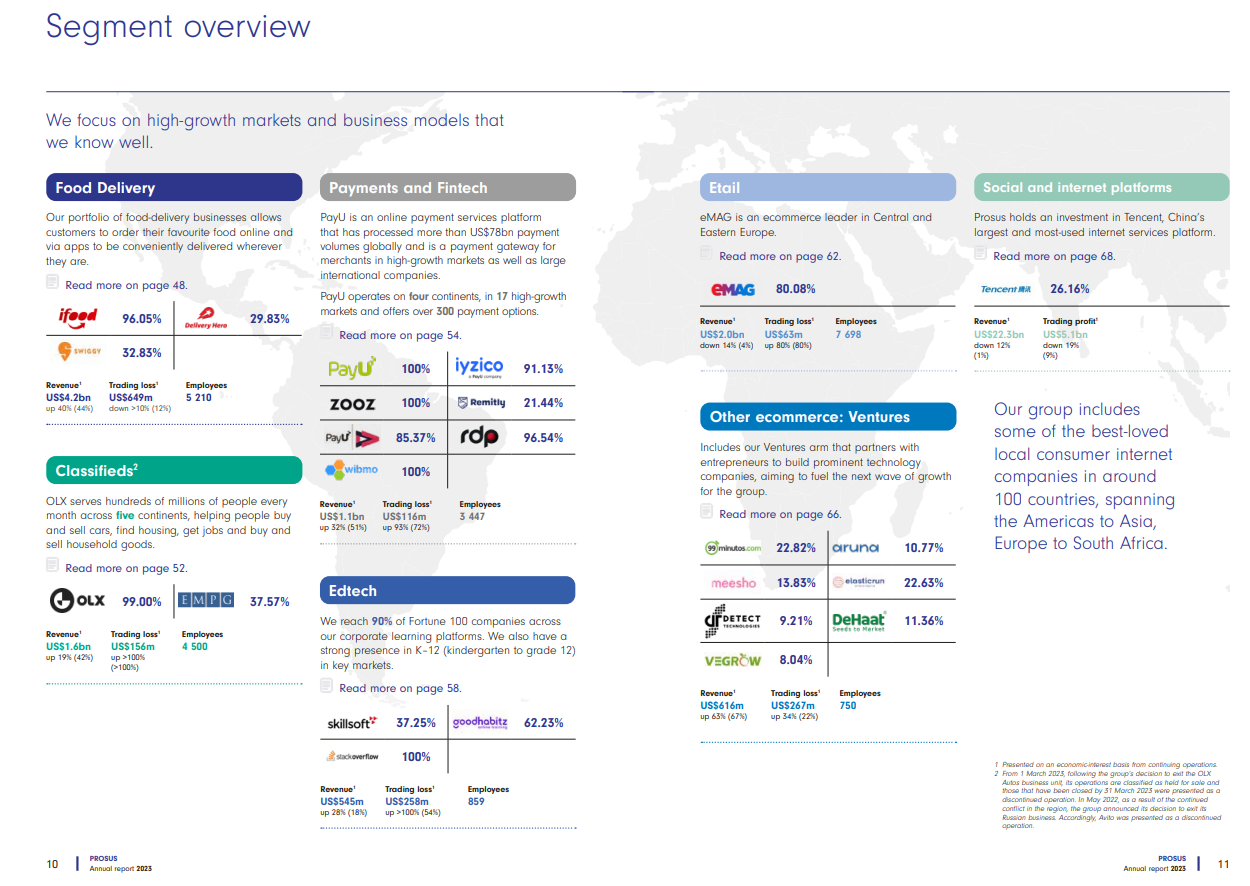 Segment overview
We focus on high-growth markets and business models that
we know well.
Food Delivery
Our portfolio of food-delivery businesses allows
customers to order their favourite food online and
via apps to be conveniently delivered wherever
they are.
Read more on page 48.
ifood 96.05% Delivery Hero 29.83%
SWIGGY 32.83%
Revenue¹ Trading loss¹ Employees
US$4.2bn US$649m 5 210
up 40% (44%) down >10% (12%)
Classifieds²
OLX serves hundreds of millions of people every
month across five continents, helping people buy
and sell cars, find housing, get jobs and buy and
sell household goods.
Read more on page 52.
OLX 99.00% EMPG 37.57%
Revenue¹ Trading loss¹ Employees
US$1.6bn US$156m 4 500
up 19% (42%) up >100%
(>100%)
Payments and Fintech
PayU is an online payment services platform
that has processed more than US$78bn payment
volumes globally and is a payment gateway for
merchants in high-growth markets as well as large
international companies.
PayU operates on four continents, in 17 high-growth
markets and offers over 300 payment options.
Read more on page 54.
PayU 100% iyzico a PayU company 91.13%
ZOOZ 100% Remitly 21.44%
PayU 85.37% rdp 96.54%
wibmo 100%
Revenue¹ Trading loss¹ Employees
US$1.1bn US$116m 3 447
up 32% (51%) up 93% (72%)
Edtech
We reach 90% of Fortune 100 companies across
our corporate learning platforms. We also have a
strong presence in K–12 (kindergarten to grade 12)
in key markets.
Read more on page 58.
skillsoft 37.25% goodhabitz 62.23%
stackoverflow 100%
Revenue¹ Trading loss¹ Employees
US$545m US$258m 859
up 28% (18%) up >100% (54%)
Etail
eMAG is an ecommerce leader in Central and
Eastern Europe.
Read more on page 62.
eMAG 80.08%
Revenue¹ Trading loss¹ Employees
US$2.0bn US$63m 7 698
down 14% (4%) up 80% (80%)
Other ecommerce: Ventures
Includes our Ventures arm that partners with
entrepreneurs to build prominent technology
companies, aiming to fuel the next wave of growth
for the group.
Read more on page 66.
99minutos.com 22.82% aruna 10.77%
meesho 13.83% elasticrun 22.63%
DETECT TECHNOLOGIES 9.21% DeHaat Seeds to Market 11.36%
VEGROW 8.04%
Revenue¹ Trading loss¹ Employees
US$616m US$267m 750
up 63% (67%) up 34% (22%)
Social and internet platforms
Prosus holds an investment in Tencent, China's
largest and most-used internet services platform.
Read more on page 68.
Tencent 腾讯 26.16%
Revenue¹ Trading profit¹
US$22.3bn US$5.1bn
down 12% down 19%
(1%) (9%)
Our group includes
some of the best-loved
local consumer internet
companies in around
100 countries, spanning
the Americas to Asia,
Europe to South Africa.
1 Presented on an economic-interest basis from continuing operations.
2 From 1 March 2023, following the group's decision to exit the OLX
Autos business unit, its operations are classified as held for sale and
those that have been closed by 31 March 2023 were presented as a
discontinued operation. In May 2022, as a result of the continued
conflict in the region, the group announced its decision to exit its
Russian business. Accordingly, Avito was presented as a discontinued
operation.
10 PROSUS
Annual report 2023
PROSUS 11
Annual report 2023